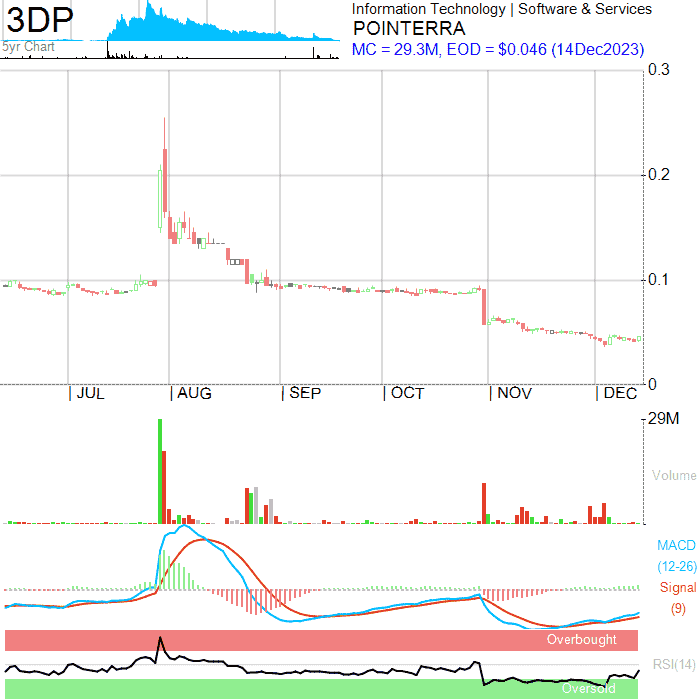 3DP
5yr Chart
Information Technology | Software & Services
POINTERRA
MC = 29.3M, EOD = $0.046 (14Dec2023)
0.3
0.2
0.1
0
| JUL | AUG | SEP | OCT | NOV | DEC
29M
Volume
MACD
(12-26)
Signal
(9)
Overbought
RSI(14)
Oversold